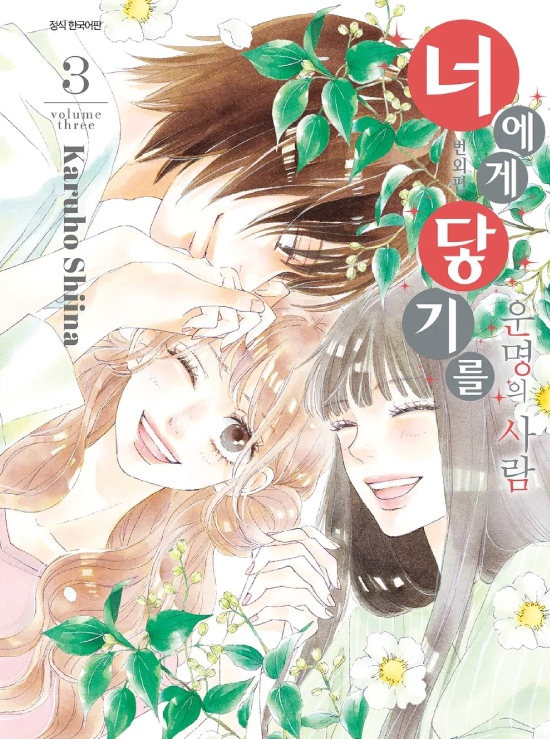 정식 한국어판
3
volume
three
Karuho Shiina
너에게 닿기를
번외편
운명의 사람